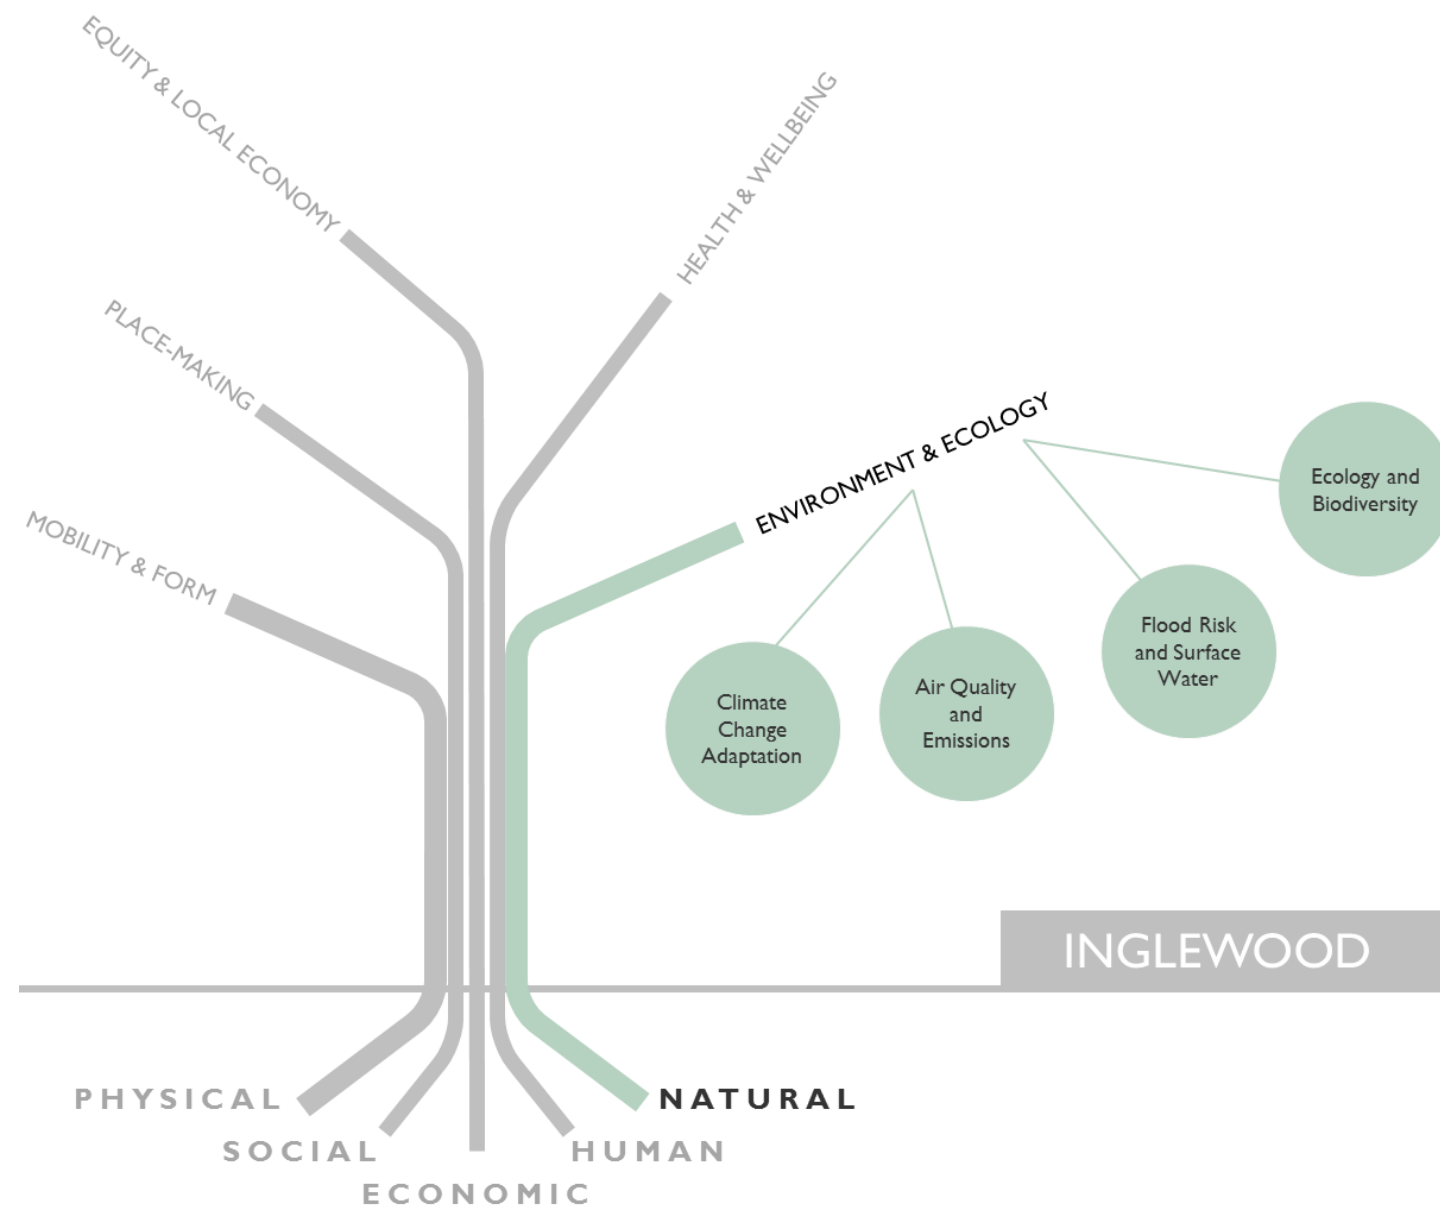 EQUITY & LOCAL ECONOMY
HEALTH & WELLBEING
PLACE-MAKING
MOBILITY & FORM
ENVIRONMENT & ECOLOGY
Ecology and
Biodiversity
Flood Risk
and Surface
Water
Air Quality
and
Emissions
Climate
Change
Adaptation
INGLEWOOD
PHYSICAL
SOCIAL
ECONOMIC
HUMAN
NATURAL